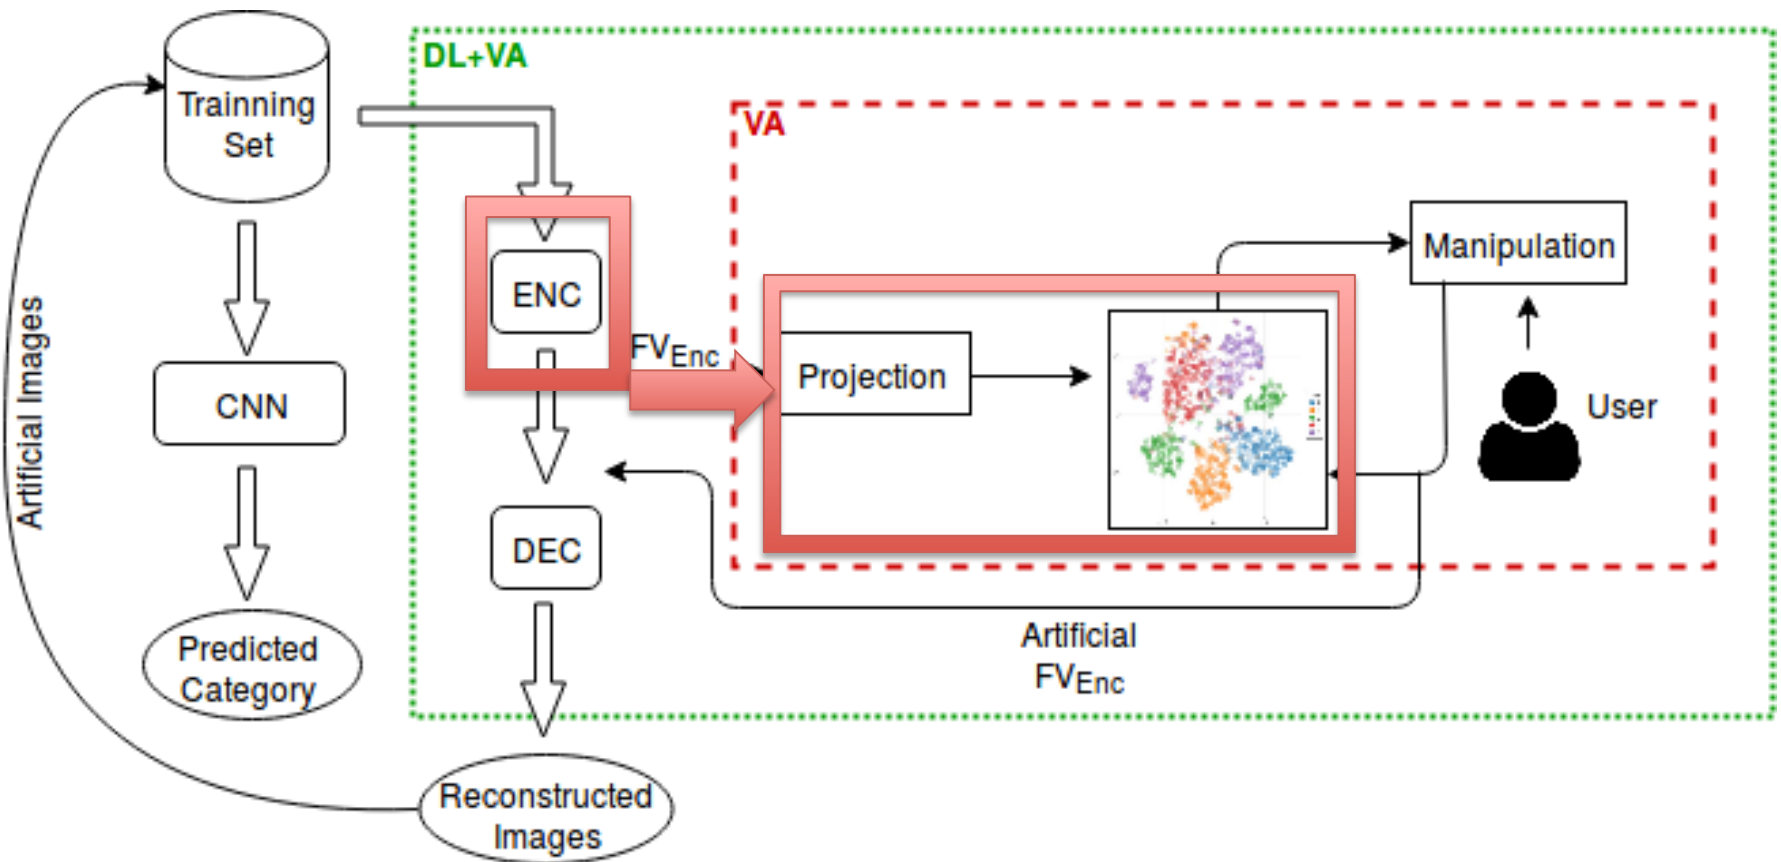 DL+VA
Trainning
Set
VA
Manipulation
ENC
Artificial Images
FVEnc
Projection
CNN
User
DEC
Artificial
FVEnc
Predicted
Category
Reconstructed
Images